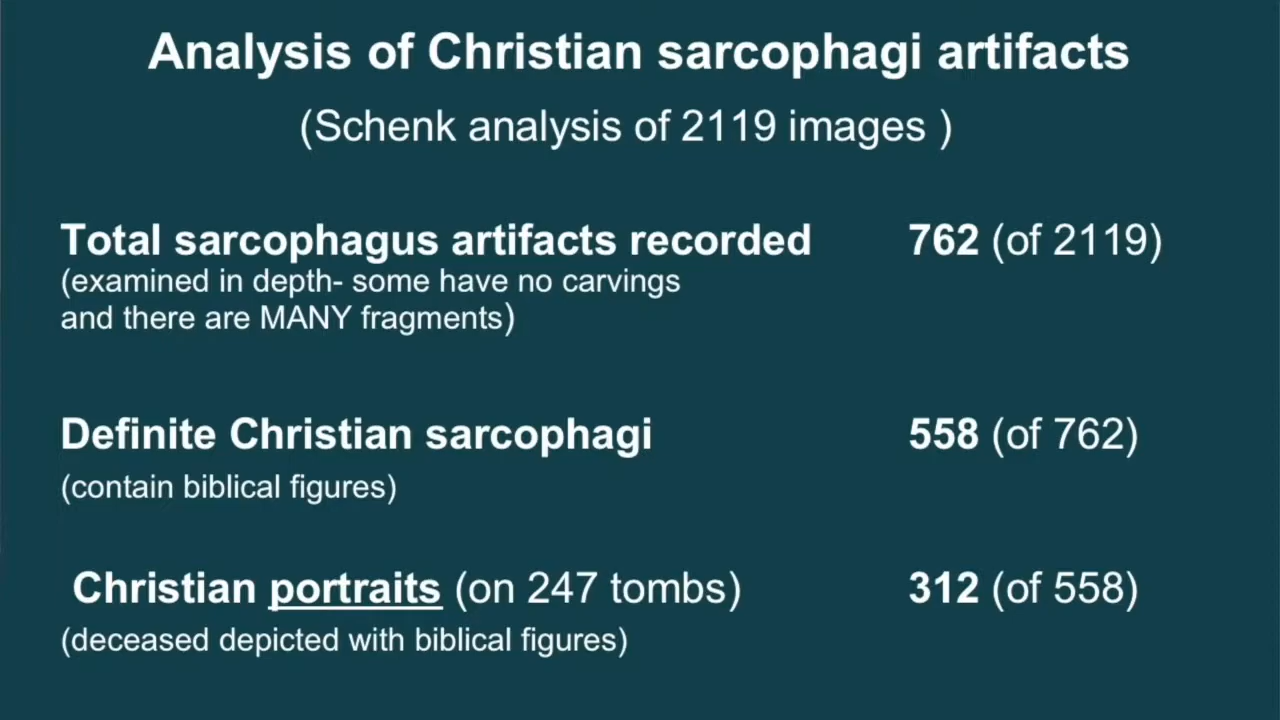 Analysis of Christian sarcophagi artifacts
(Schenk analysis of 2119 images )
Total sarcophagus artifacts recorded 762 (of 2119)
(examined in depth- some have no carvings
and there are MANY fragments)
Definite Christian sarcophagi 558 (of 762)
(contain biblical figures)
Christian portraits (on 247 tombs) 312 (of 558)
(deceased depicted with biblical figures)